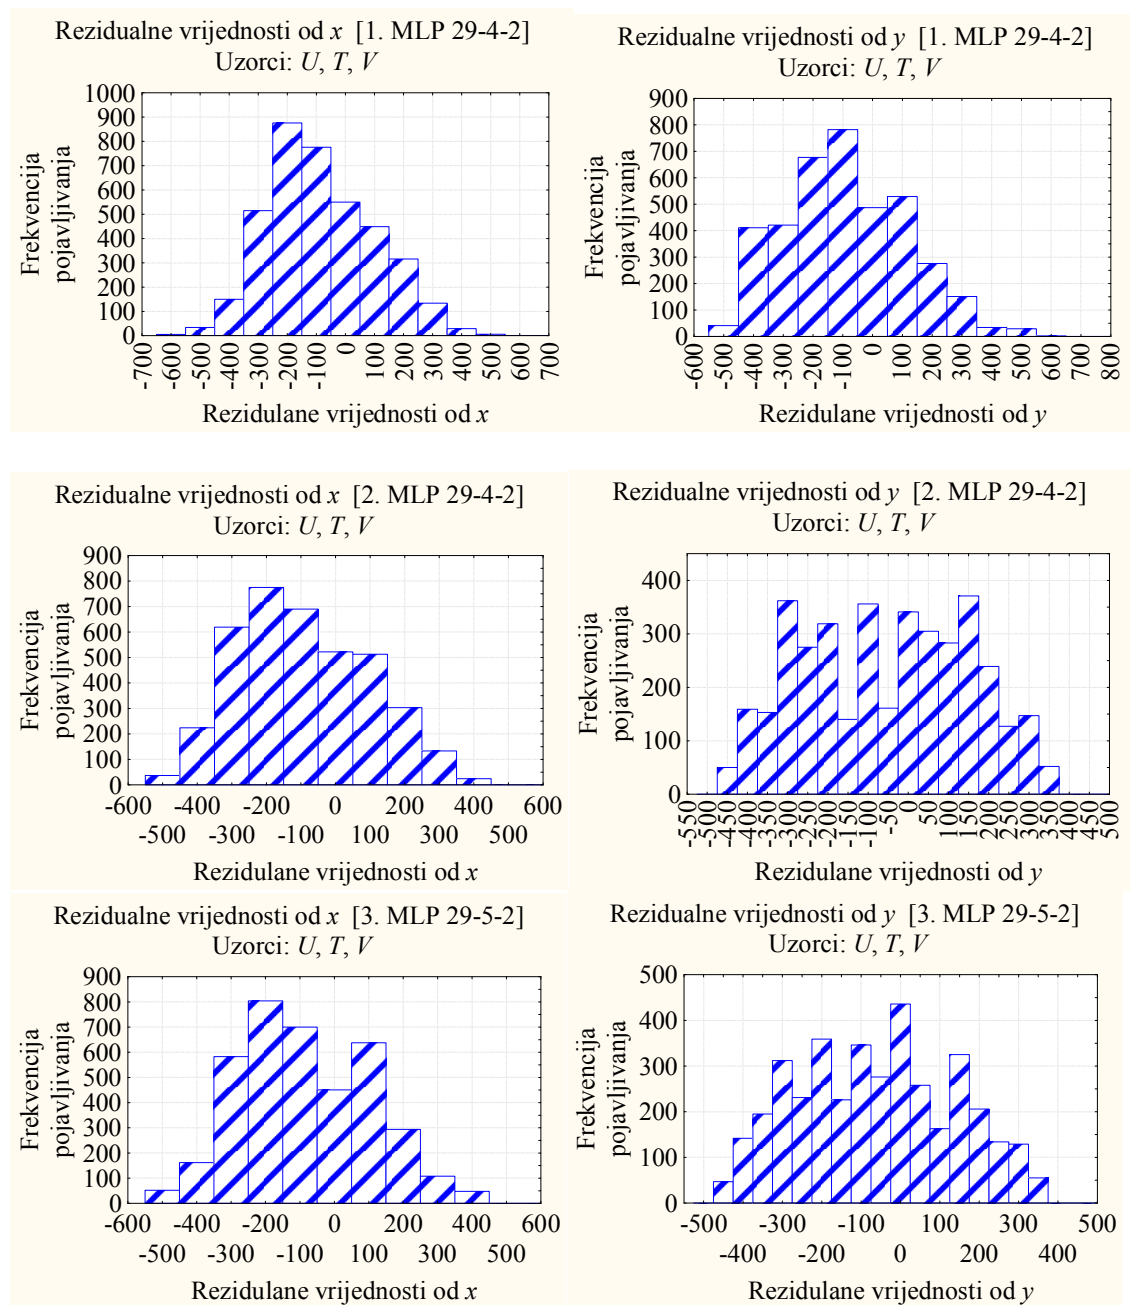 Rezidualne vrijednosti od x [1. MLP 29-4-2]
Uzorci: U, T, V
1000
900
800
700
600
500
400
300
200
100
0
Frekvencija
pojavljivanja
-700 -600 -500 -400 -300 -200 -100 0 100 200 300 400 500 600 700
Rezidulane vrijednosti od x
Rezidualne vrijednosti od y [1. MLP 29-4-2]
Uzorci: U, T, V
900
800
700
600
500
400
300
200
100
0
Frekvencija
pojavljivanja
-600 -500 -400 -300 -200 -100 0 100 200 300 400 500 600 700 800
Rezidulane vrijednosti od y
Rezidualne vrijednosti od x [2. MLP 29-4-2]
Uzorci: U, T, V
900
800
700
600
500
400
300
200
100
0
Frekvencija
pojavljivanja
-600 -400 -200 0 200 400 600
-500 -300 -100 100 300 500
Rezidulane vrijednosti od x
Rezidualne vrijednosti od y [2. MLP 29-4-2]
Uzorci: U, T, V
400
300
200
100
0
Frekvencija
pojavljivanja
-550 -500 -450 -400 -350 -300 -250 -200 -150 -100 -50 0 50 100 150 200 250 300 350 400 450 500
Rezidulane vrijednosti od y
Rezidualne vrijednosti od x [3. MLP 29-5-2]
Uzorci: U, T, V
900
800
700
600
500
400
300
200
100
0
Frekvencija
pojavljivanja
-600 -400 -200 0 200 400 600
-500 -300 -100 100 300 500
Rezidulane vrijednosti od x
Rezidualne vrijednosti od y [3. MLP 29-5-2]
Uzorci: U, T, V
500
400
300
200
100
0
Frekvencija
pojavljivanja
-500 -300 -100 100 300 500
-400 -200 0 200 400
Rezidulane vrijednosti od y